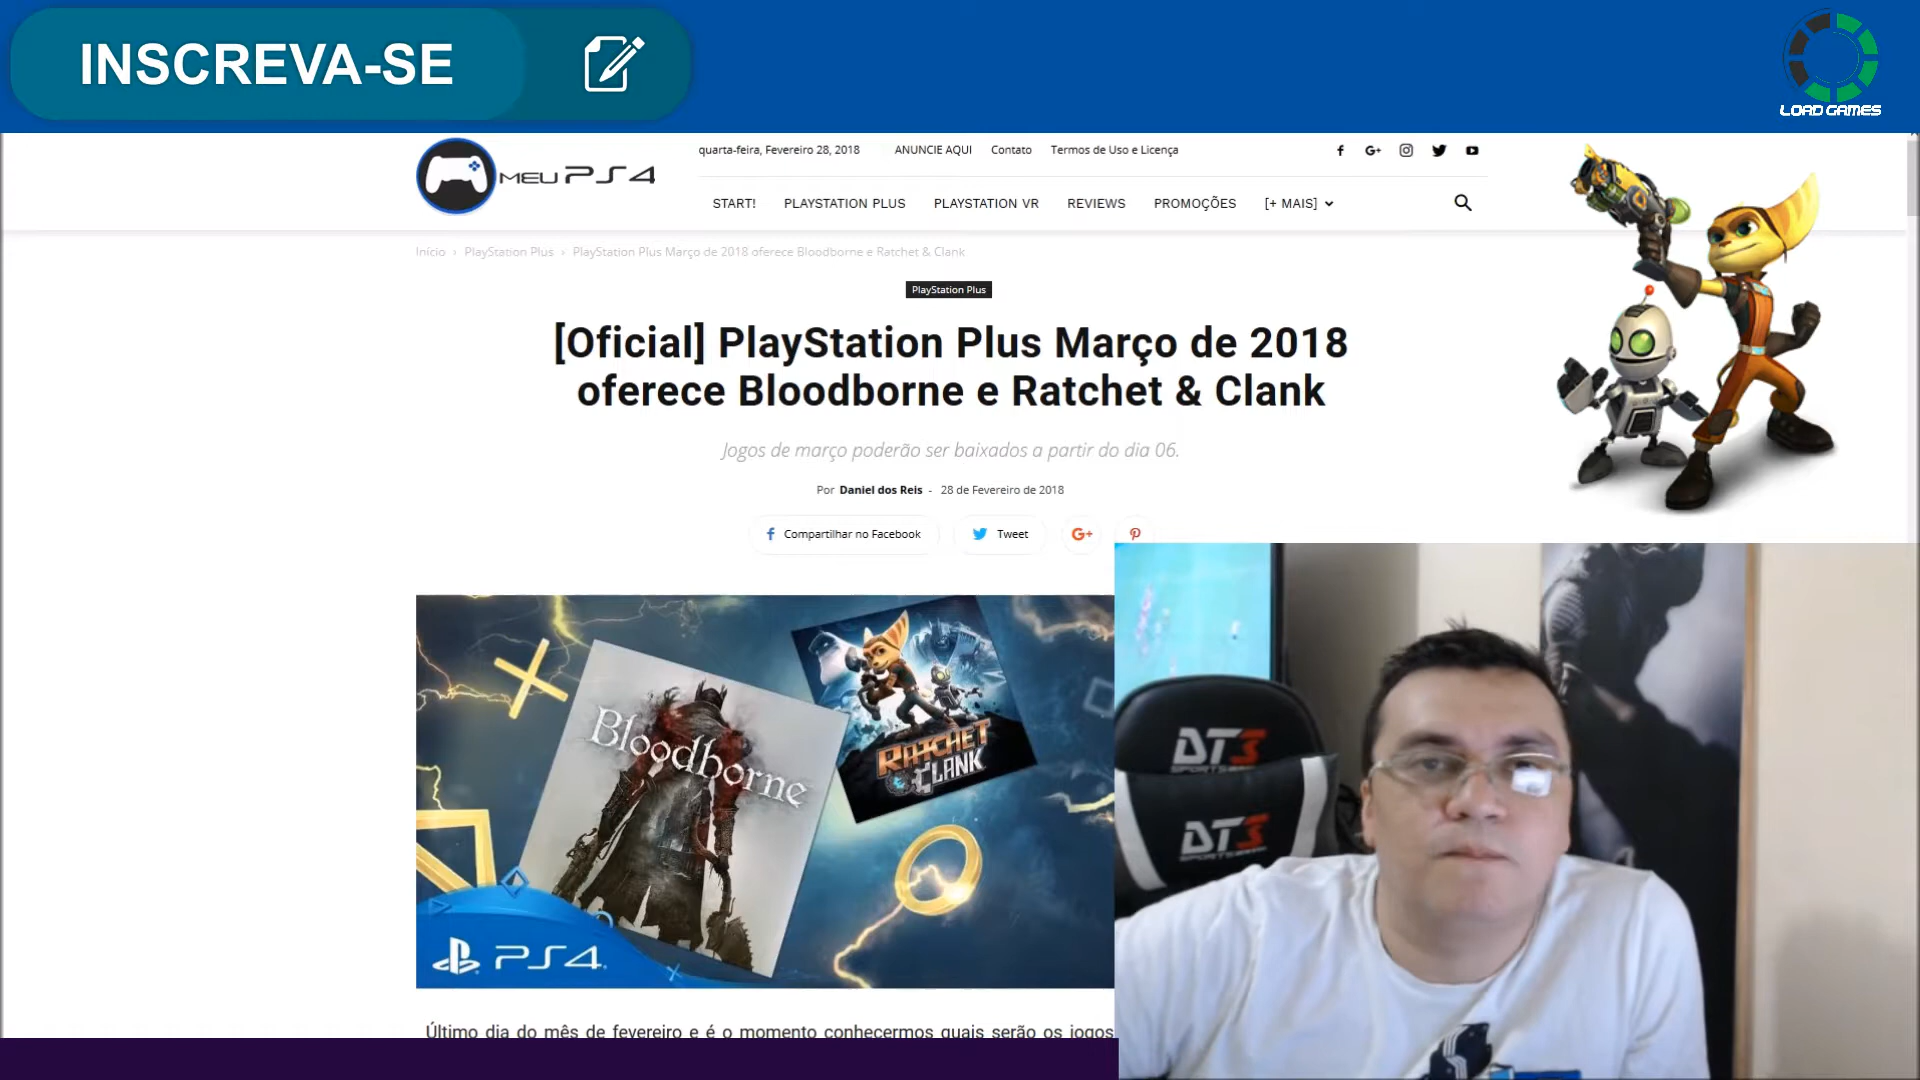 INSCREVA-SE
LOAD GAMES
MEU PS4
quarta-feira, Fevereiro 28, 2018
ANUNCIE AQUI
Contato
Termos de Uso e Licença
START!
PLAYSTATION PLUS
PLAYSTATION VR
REVIEWS
PROMOÇÕES
[+ MAIS]
Início › PlayStation Plus › PlayStation Plus Março de 2018 oferece Bloodborne e Ratchet & Clank
PlayStation Plus
[Oficial] PlayStation Plus Março de 2018
oferece Bloodborne e Ratchet & Clank
Jogos de março poderão ser baixados a partir do dia 06.
Por Daniel dos Reis - 28 de Fevereiro de 2018
Compartilhar no Facebook
Tweet
G+
Bloodborne
RATCHET
CLANK
PS4
DT3
SPORTS
DT3
SPORTS
Último dia do mês de fevereiro e é o momento conhecermos quais serão os jogos